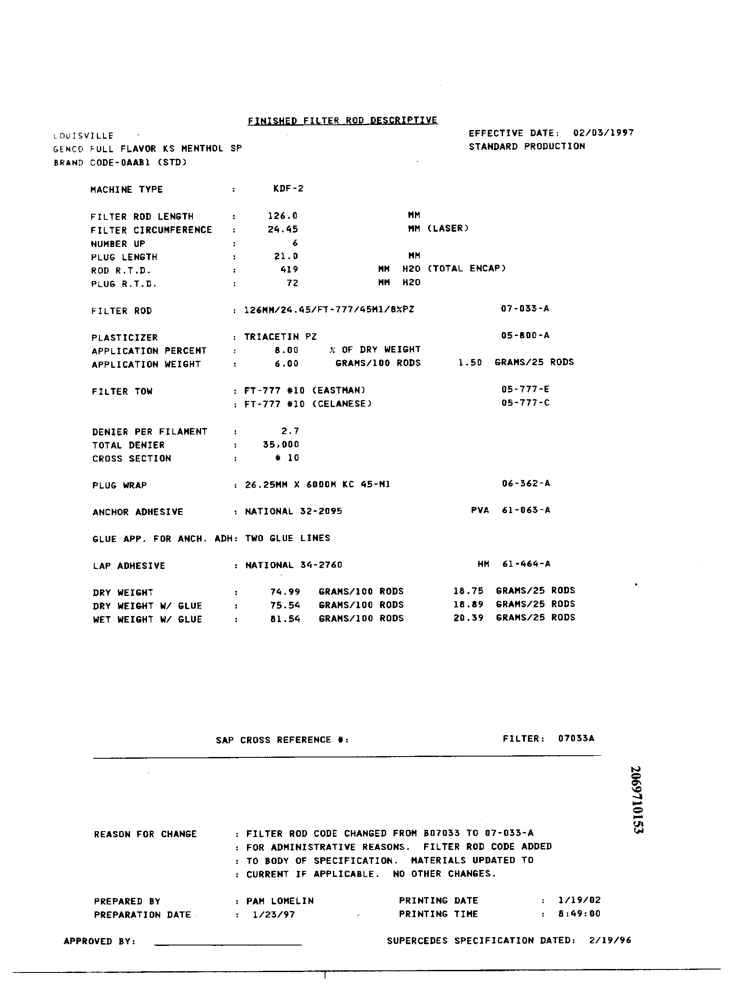 FINISHED FILTER ROD DESCRIPTIVE
LOUISVILLE EFFECTIVE DATE: 02/03/1997
GENCO FULL FLAVOR KS MENTHOL SP STANDARD PRODUCTION
BRAND CODE-0AAB1 (STD)
MACHINE TYPE : KDF-2
FILTER ROD LENGTH : 126.0 MM
FILTER CIRCUMFERENCE : 24.45 MM (LASER)
NUMBER UP : 6
PLUG LENGTH : 21.0 MM
ROD R.T.D. : 419 MM H2O (TOTAL ENCAP)
PLUG R.T.D. : 72 MM H2O
FILTER ROD : 126MM/24.45/FT-777/45M1/8%PZ 07-033-A
PLASTICIZER : TRIACETIN PZ 05-800-A
APPLICATION PERCENT : 8.00 % OF DRY WEIGHT
APPLICATION WEIGHT : 6.00 GRAMS/100 RODS 1.50 GRAMS/25 RODS
FILTER TOW : FT-777 #10 (EASTMAN) 05-777-E
: FT-777 #10 (CELANESE) 05-777-C
DENIER PER FILAMENT : 2.7
TOTAL DENIER : 35,000
CROSS SECTION : # 10
PLUG WRAP : 26.25MM X 6000M KC 45-M1 06-362-A
ANCHOR ADHESIVE : NATIONAL 32-2095 PVA 61-063-A
GLUE APP. FOR ANCH. ADH: TWO GLUE LINES
LAP ADHESIVE : NATIONAL 34-2760 HM 61-464-A
DRY WEIGHT : 74.99 GRAMS/100 RODS 18.75 GRAMS/25 RODS
DRY WEIGHT W/ GLUE : 75.54 GRAMS/100 RODS 18.89 GRAMS/25 RODS
WET WEIGHT W/ GLUE : 81.54 GRAMS/100 RODS 20.39 GRAMS/25 RODS
SAP CROSS REFERENCE #: FILTER: 07033A
2069710153
REASON FOR CHANGE : FILTER ROD CODE CHANGED FROM B07033 TO 07-033-A
: FOR ADMINISTRATIVE REASONS. FILTER ROD CODE ADDED
: TO BODY OF SPECIFICATION. MATERIALS UPDATED TO
: CURRENT IF APPLICABLE. NO OTHER CHANGES.
PREPARED BY : PAM LOMELIN PRINTING DATE : 1/19/02
PREPARATION DATE : 1/23/97 PRINTING TIME : 8:49:00
APPROVED BY: SUPERCEDES SPECIFICATION DATED: 2/19/96